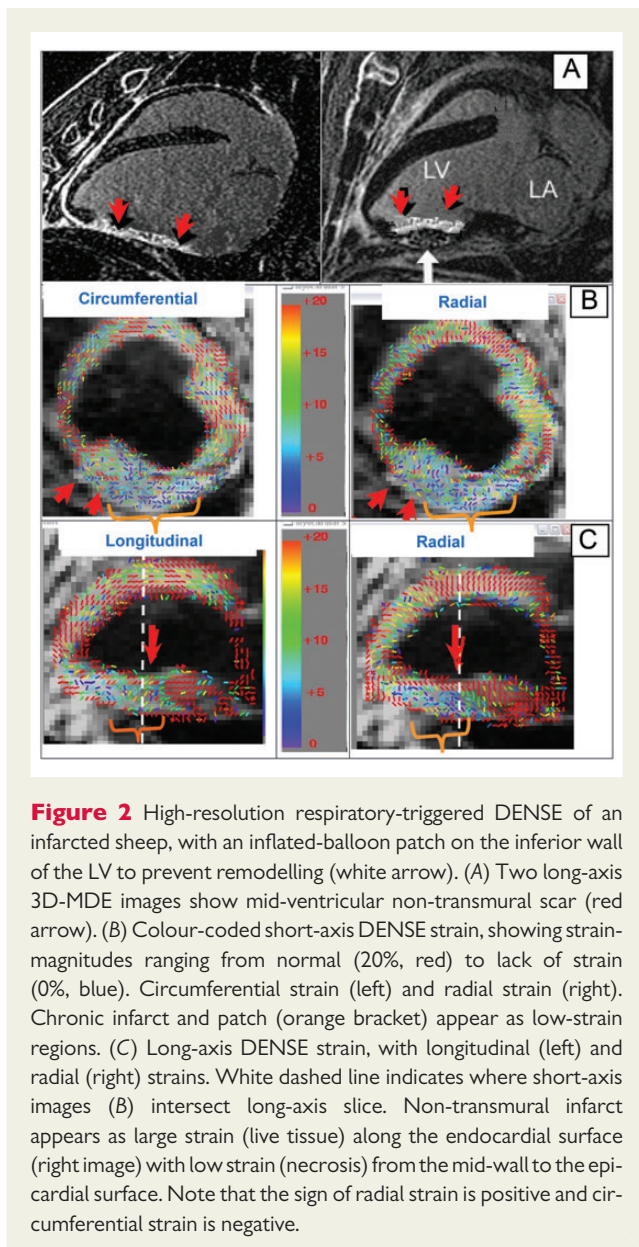 A
LV
LA
Circumferential
+20
+15
+10
+5
0
Radial
B
Longitudinal
+20
+15
+10
+5
0
Radial
C
Figure 2 High-resolution respiratory-triggered DENSE of an
infarcted sheep, with an inflated-balloon patch on the inferior wall
of the LV to prevent remodelling (white arrow). (A) Two long-axis
3D-MDE images show mid-ventricular non-transmural scar (red
arrow). (B) Colour-coded short-axis DENSE strain, showing strain-
magnitudes ranging from normal (20%, red) to lack of strain
(0%, blue). Circumferential strain (left) and radial strain (right).
Chronic infarct and patch (orange bracket) appear as low-strain
regions. (C) Long-axis DENSE strain, with longitudinal (left) and
radial (right) strains. White dashed line indicates where short-axis
images (B) intersect long-axis slice. Non-transmural infarct
appears as large strain (live tissue) along the endocardial surface
(right image) with low strain (necrosis) from the mid-wall to the epi-
cardial surface. Note that the sign of radial strain is positive and cir-
cumferential strain is negative.